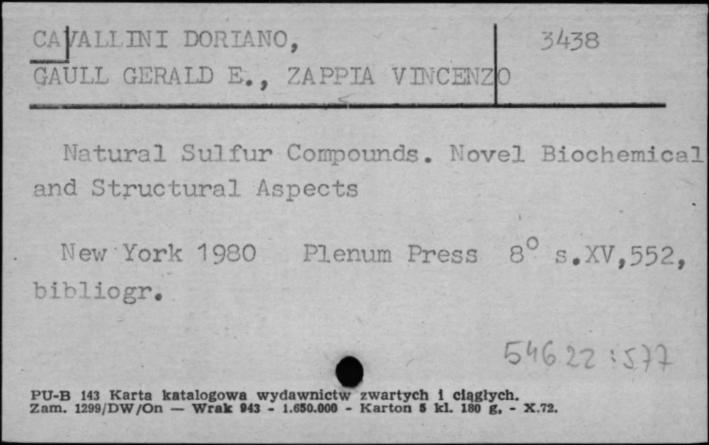 CAVALLINI DORIANO, 3438
GAULL GERALD E., ZAPPIA VINCENZO
Natural Sulfur Compounds. Novel Biochemical
and Structural Aspects
New York 1980 Plenum Press 8° s.XV,552,
bibliogr.
546 22 : 577
PU-B 143 Karta katalogowa wydawnictw zwartych i ciągłych.
Zam. 1299/DW/On — Wrak 943 - 1.650.000 - Karton 5 kl. 180 g. - X.72.